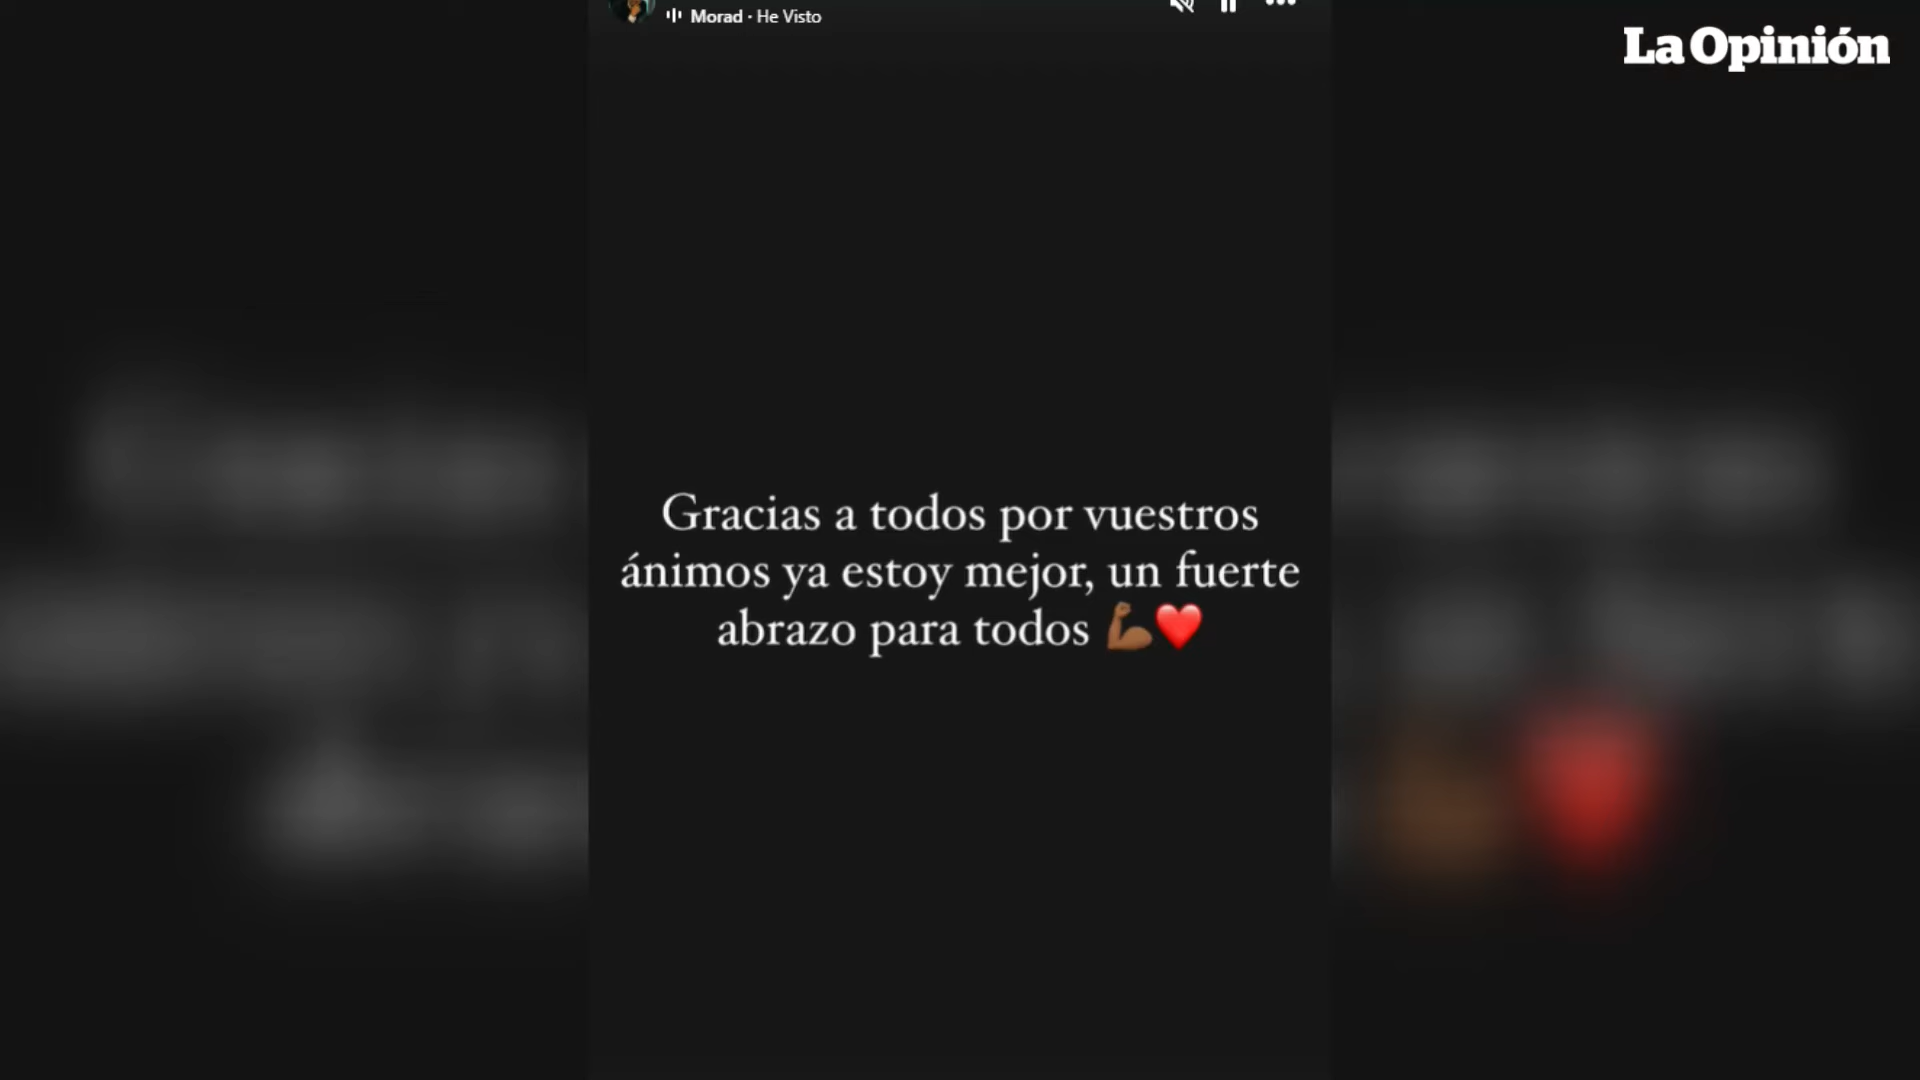 Morad · He Visto
La Opinión
Gracias a todos por vuestros
ánimos ya estoy mejor, un fuerte
abrazo para todos 💪🏾❤️